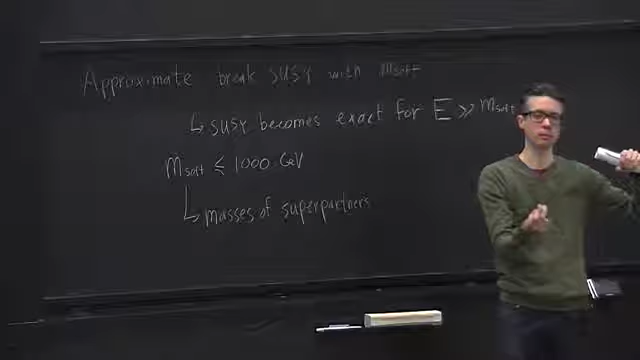 Approximate break SUSY with msoft
↳ SUSY becomes exact for E ≫ msoft
msoft ≤ 1000 GeV
↳ masses of superpartners